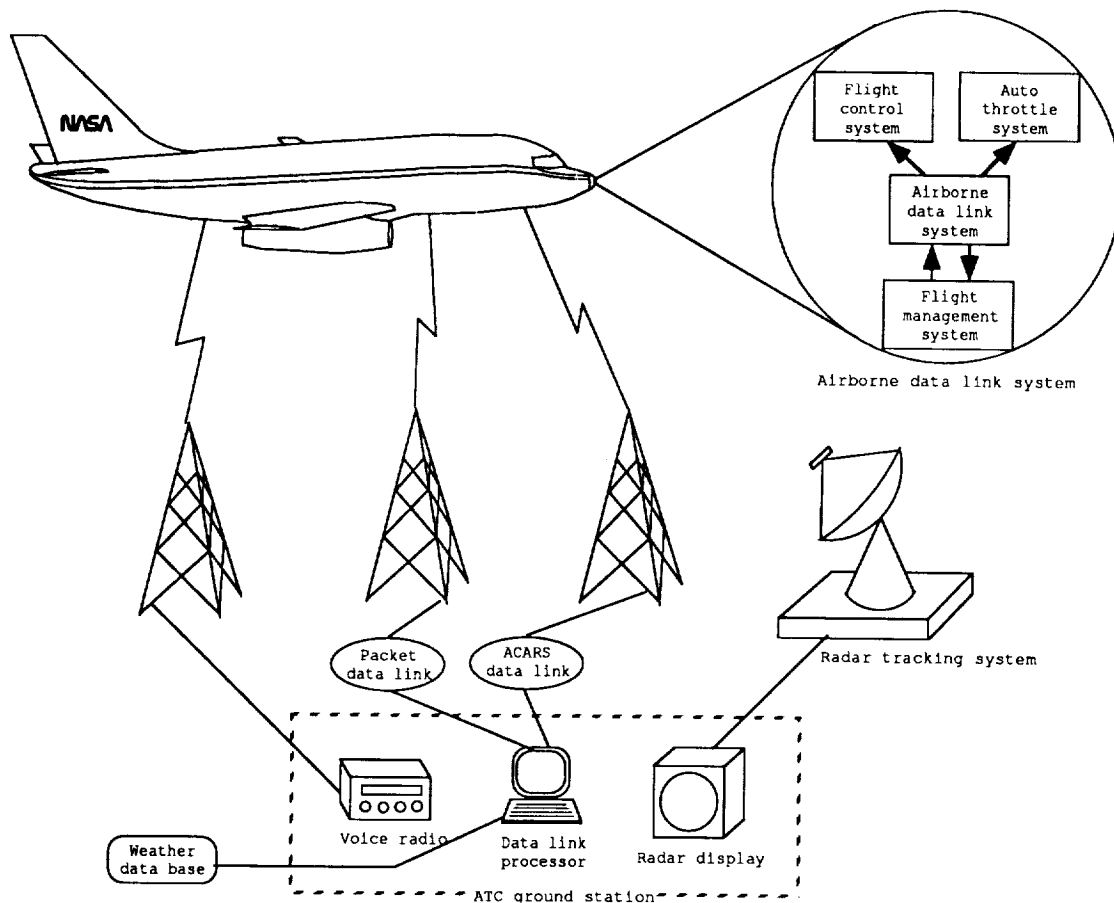 NASA
Flight
control
system
Auto
throttle
system
Airborne
data link
system
Flight
management
system
Airborne data link system
Packet
data link
ACARS
data link
Radar tracking system
Voice radio
Data link
processor
Radar display
Weather
data base
ATC ground station